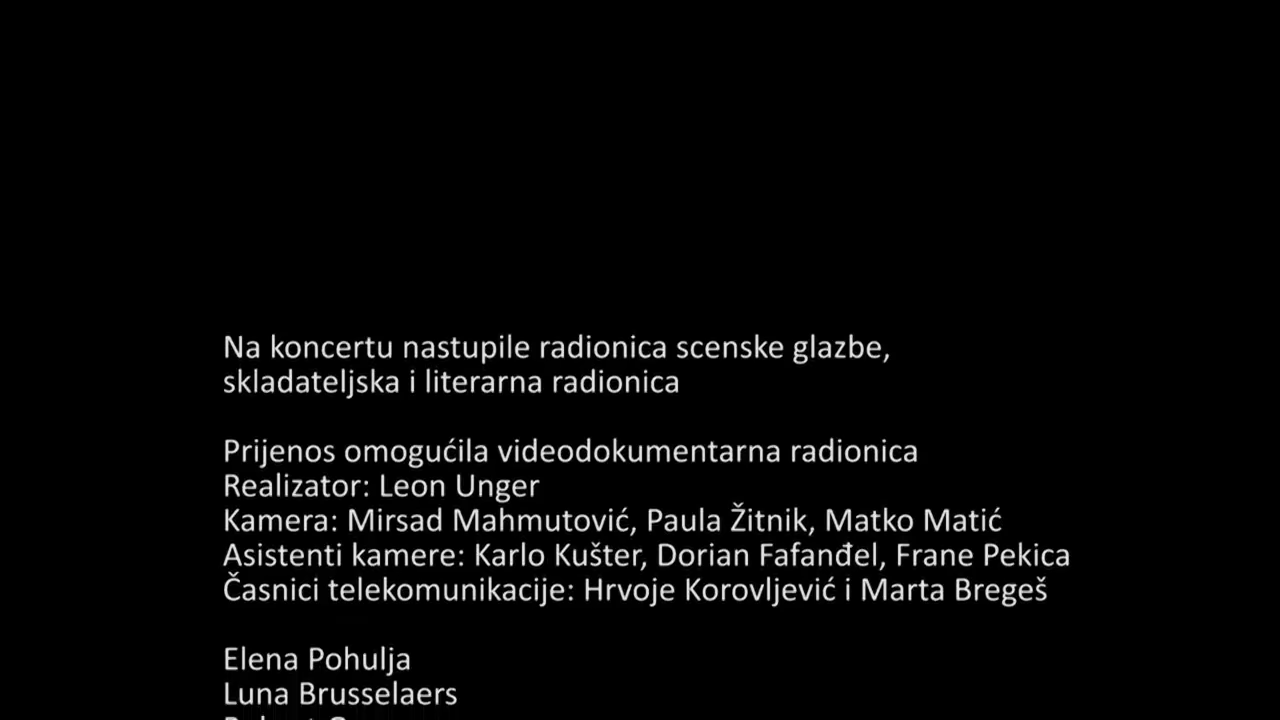 Na koncertu nastupile radionica scenske glazbe,
skladateljska i literarna radionica
Prijenos omogućila videodokumentarna radionica
Realizator: Leon Unger
Kamera: Mirsad Mahmutović, Paula Žitnik, Matko Matić
Asistenti kamere: Karlo Kušter, Dorian Fafanđel, Frane Pekica
Časnici telekomunikacije: Hrvoje Korovljević i Marta Bregeš
Elena Pohulja
Luna Brusselaers